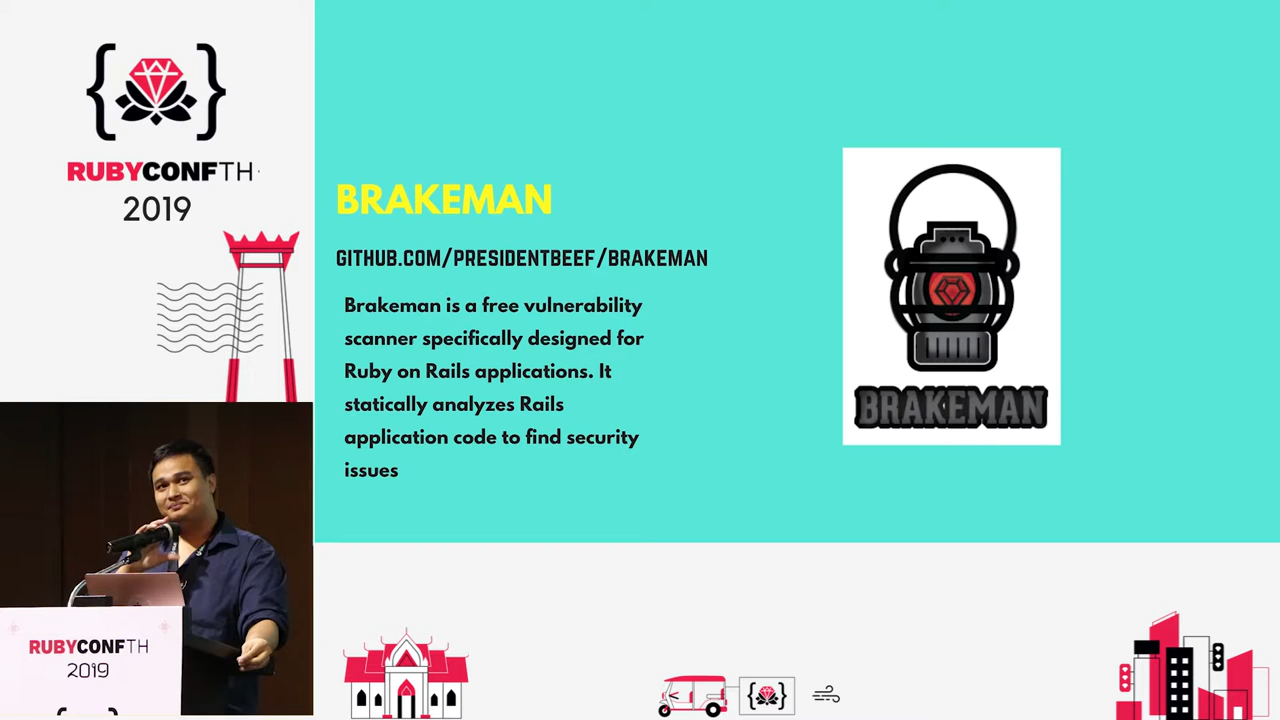 RUBYCONFTH
2019
BRAKEMAN
GITHUB.COM/PRESIDENTBEEF/BRAKEMAN
Brakeman is a free vulnerability
scanner specifically designed for
Ruby on Rails applications. It
statically analyzes Rails
application code to find security
issues
BRAKEMAN
RUBYCONFTH
2019